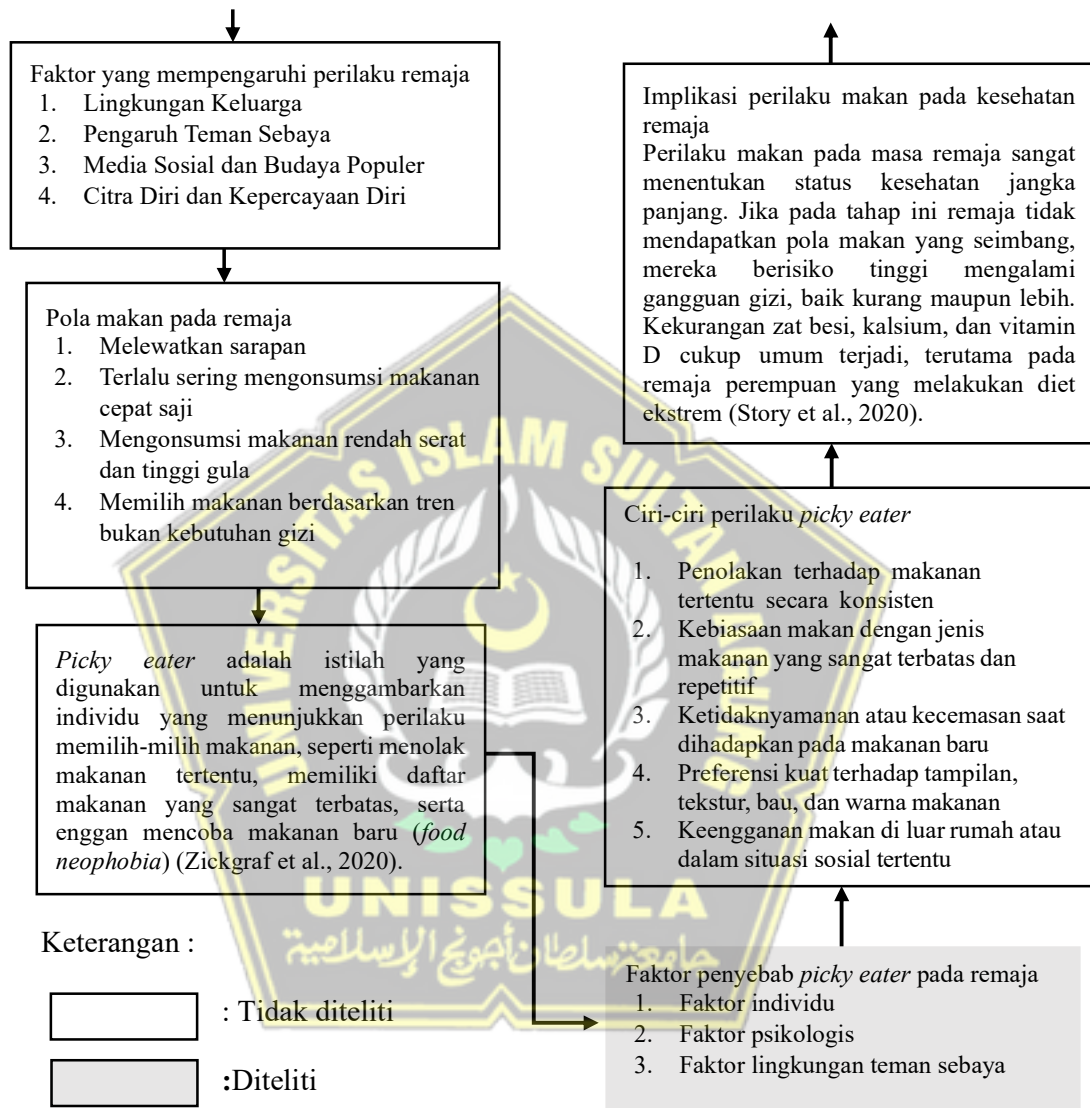 Faktor yang mempengaruhi perilaku remaja
1. Lingkungan Keluarga
2. Pengaruh Teman Sebaya
3. Media Sosial dan Budaya Populer
4. Citra Diri dan Kepercayaan Diri
Pola makan pada remaja
1. Melewatkan sarapan
2. Terlalu sering mengonsumsi makanan
cepat saji
3. Mengonsumsi makanan rendah serat
dan tinggi gula
4. Memilih makanan berdasarkan tren
bukan kebutuhan gizi
Picky eater adalah istilah yang
digunakan untuk menggambarkan
individu yang menunjukkan perilaku
memilih-milih makanan, seperti menolak
makanan tertentu, memiliki daftar
makanan yang sangat terbatas, serta
enggan mencoba makanan baru (food
neophobia) (Zickgraf et al., 2020).
Implikasi perilaku makan pada kesehatan
remaja
Perilaku makan pada masa remaja sangat
menentukan status kesehatan jangka
panjang. Jika pada tahap ini remaja tidak
mendapatkan pola makan yang seimbang,
mereka berisiko tinggi mengalami
gangguan gizi, baik kurang maupun lebih.
Kekurangan zat besi, kalsium, dan vitamin
D cukup umum terjadi, terutama pada
remaja perempuan yang melakukan diet
ekstrem (Story et al., 2020).
Ciri-ciri perilaku picky eater
1. Penolakan terhadap makanan
tertentu secara konsisten
2. Kebiasaan makan dengan jenis
makanan yang sangat terbatas dan
repetitif
3. Ketidaknyamanan atau kecemasan saat
dihadapkan pada makanan baru
4. Preferensi kuat terhadap tampilan,
tekstur, bau, dan warna makanan
5. Keengganan makan di luar rumah atau
dalam situasi sosial tertentu
Faktor penyebab picky eater pada remaja
1. Faktor individu
2. Faktor psikologis
3. Faktor lingkungan teman sebaya
Keterangan :
: Tidak diteliti
:Diteliti
UNIVERSITAS ISLAM SULTAN AGUNG
UNISSULA
جامعة سلطان أجونج الإسلامية